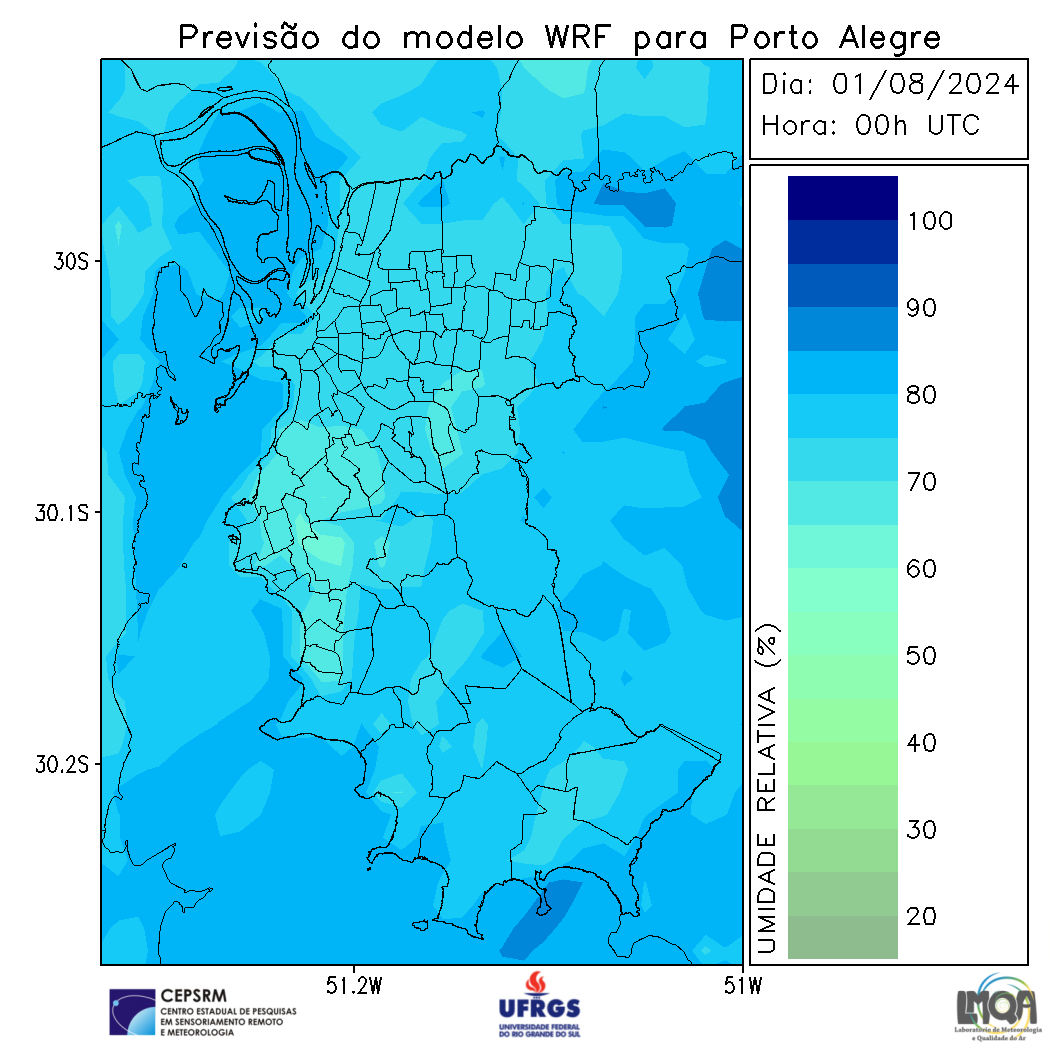 Previsão do modelo WRF para Porto Alegre
Dia: 01/08/2024
Hora: 00h UTC
30S
30.1S
30.2S
51.2W
51W
100
90
80
70
60
50
40
30
20
UMIDADE RELATIVA (%)
CEPSRM
CENTRO ESTADUAL DE PESQUISAS
EM SENSORIAMENTO REMOTO
E METEOROLOGIA
UFRGS
UNIVERSIDADE FEDERAL
DO RIO GRANDE DO SUL
LMQA
Laboratório de Meteorologia
e Qualidade do Ar